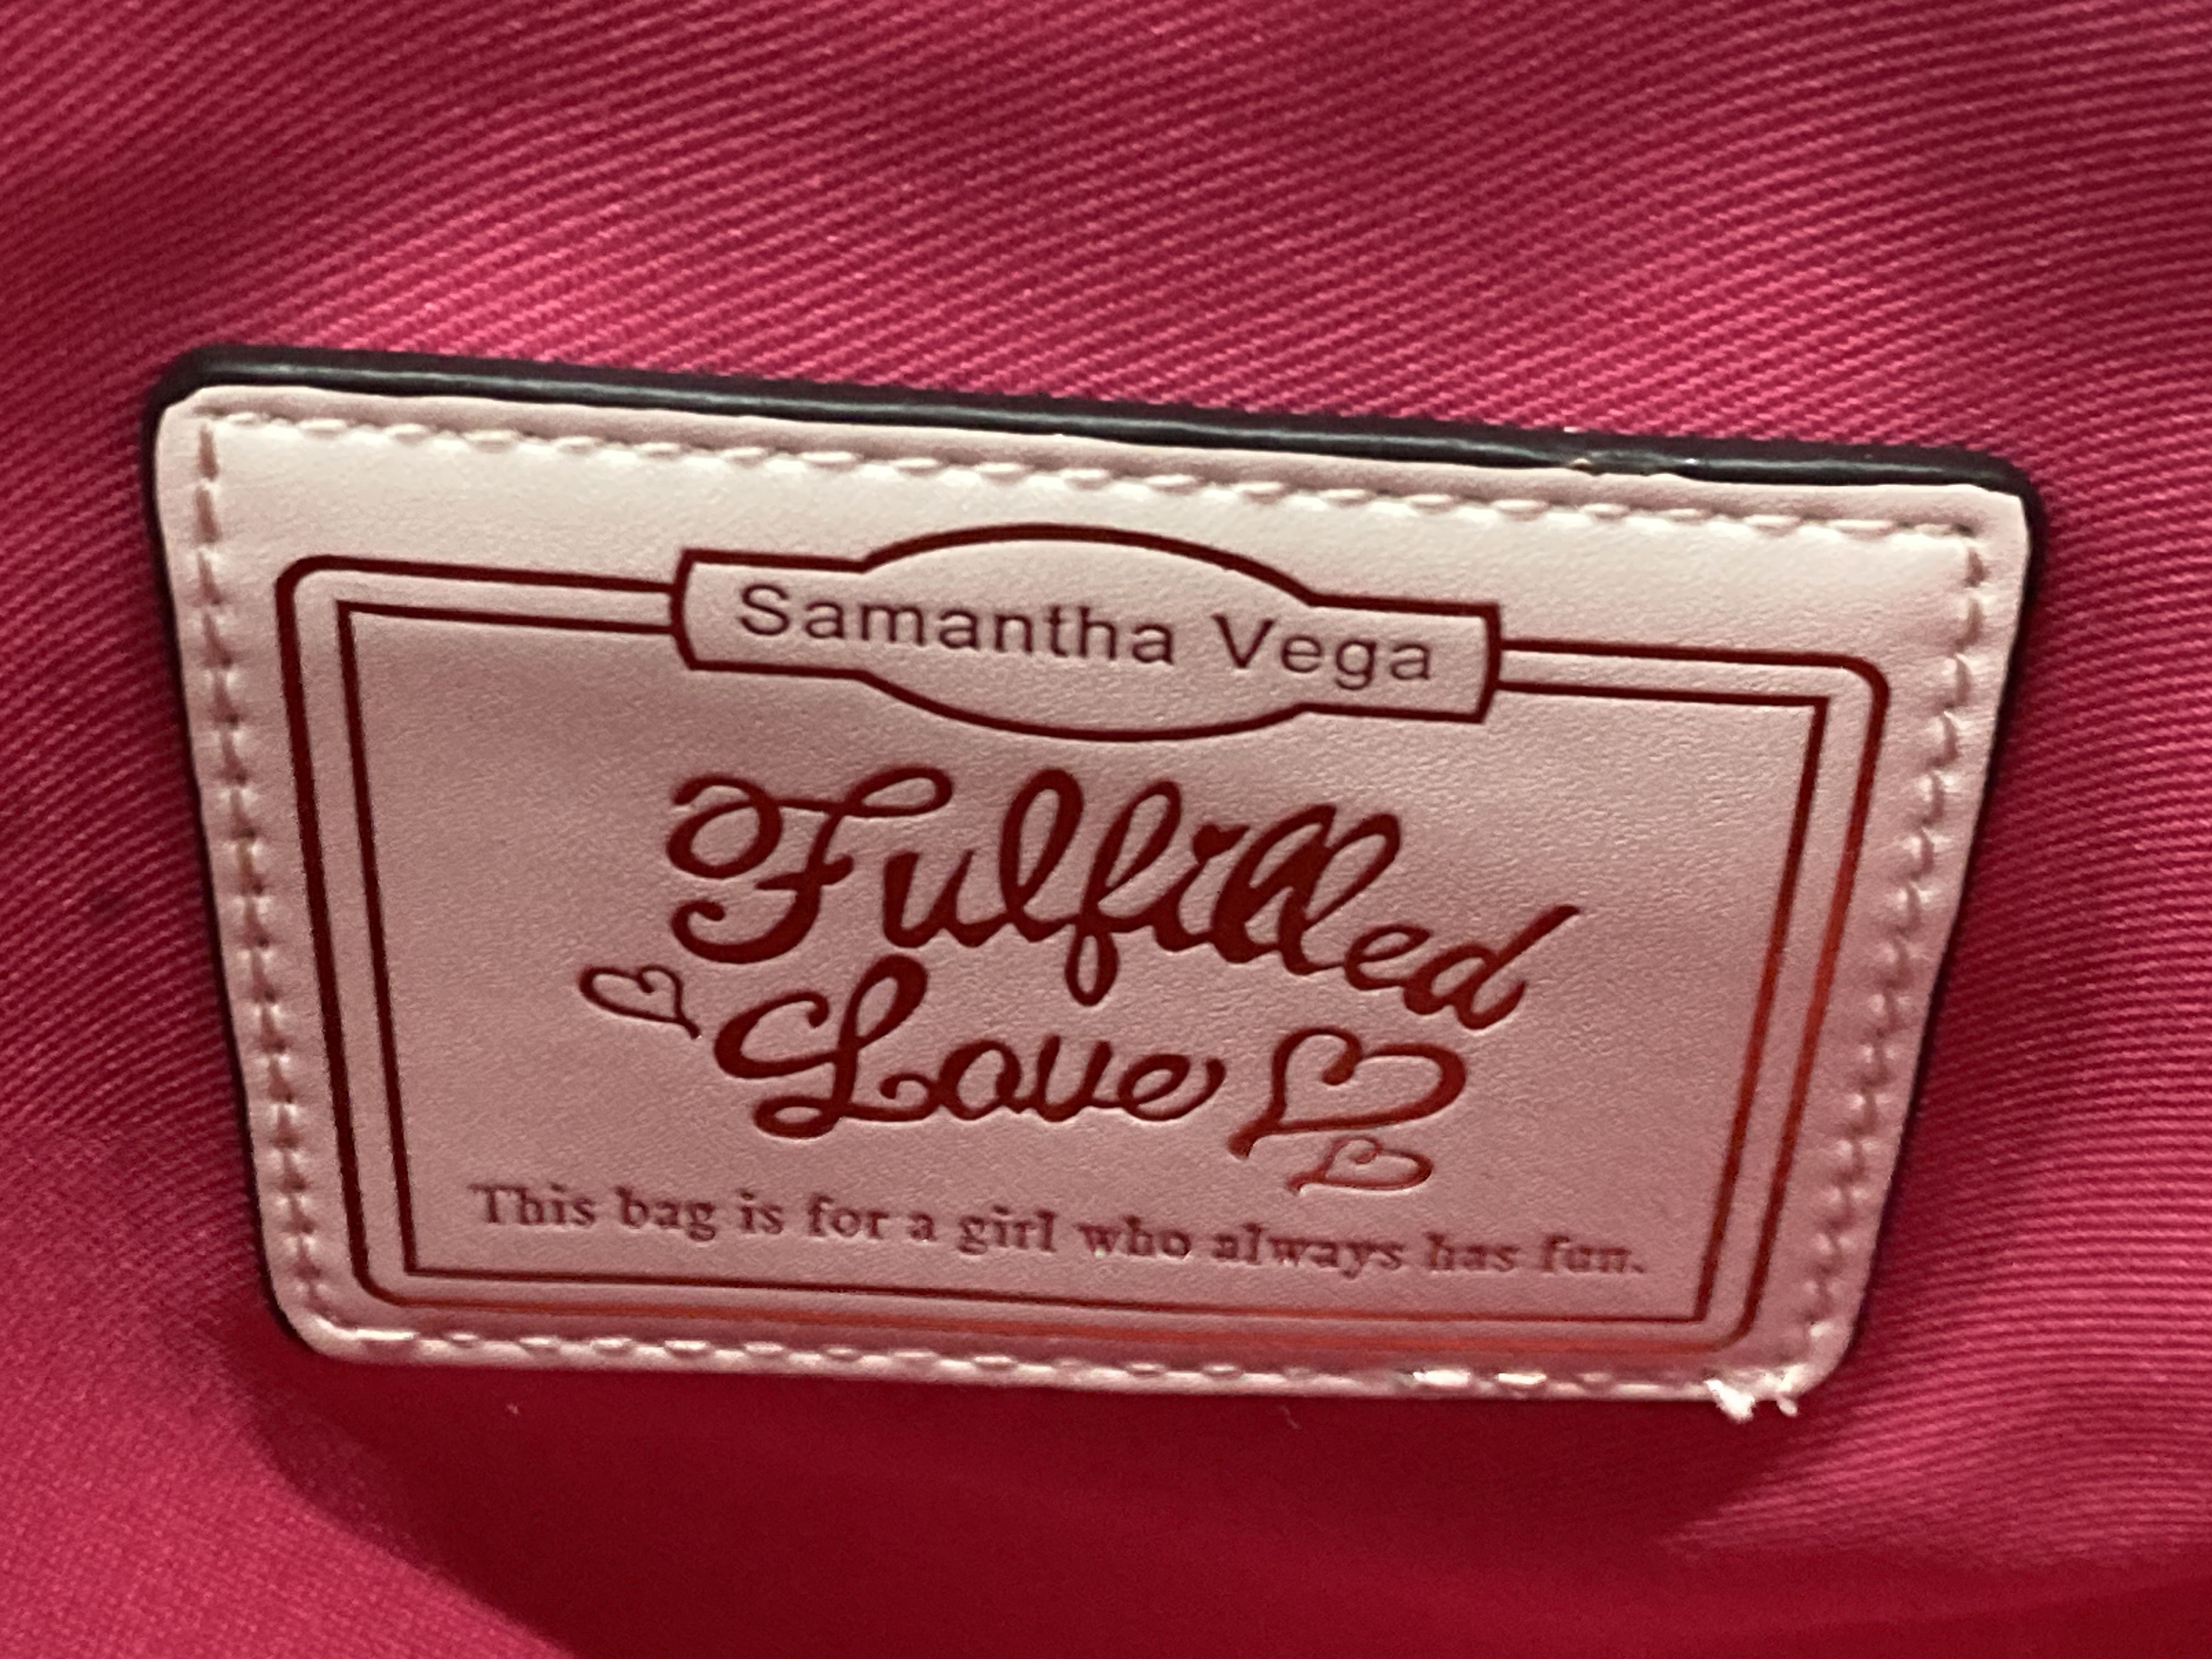 Samantha Vega
Fulfilled
Love
This bag is for a girl who always has fun.